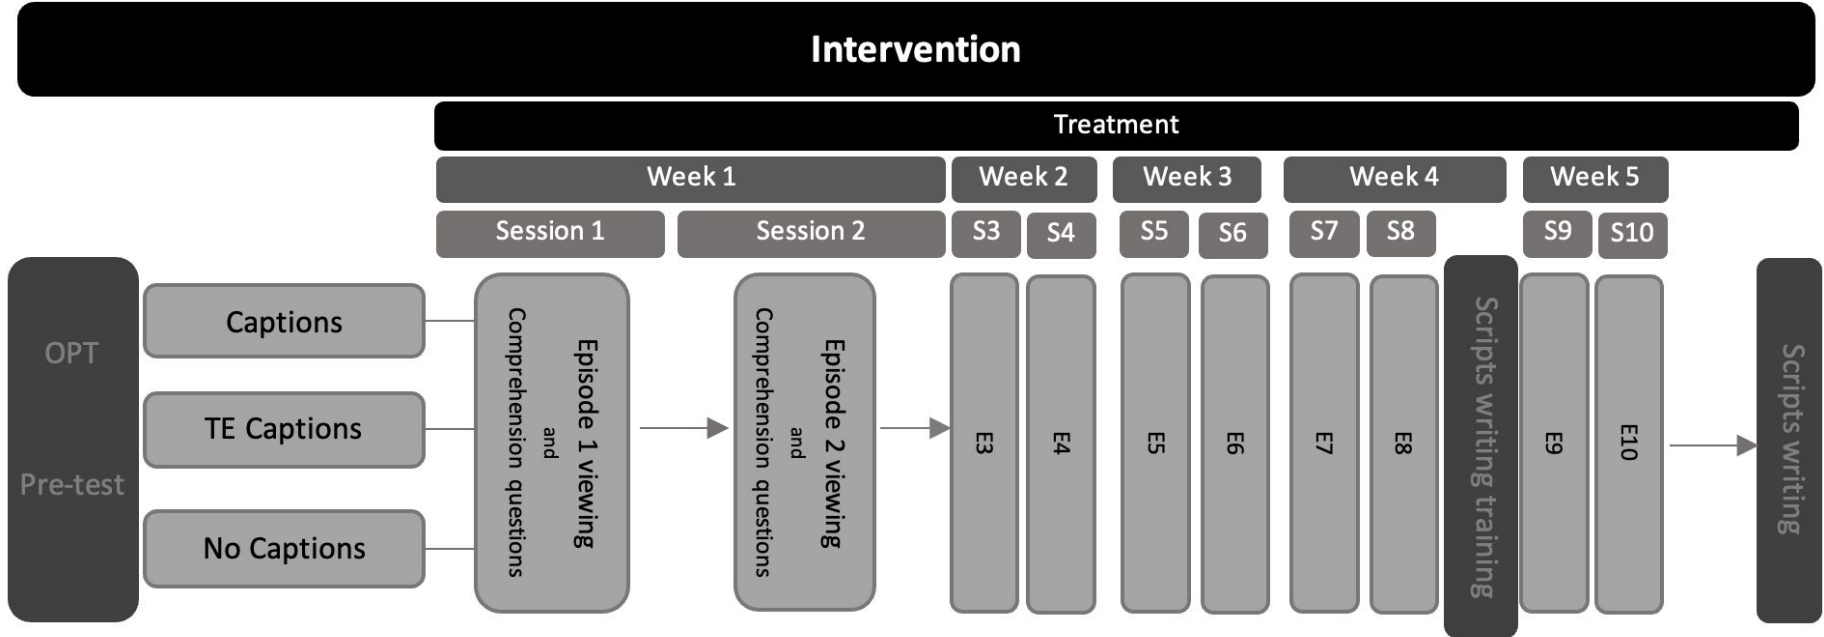 Intervention
Treatment
Week 1
Week 2
Week 3
Week 4
Week 5
Session 1
Session 2
S3
S4
S5
S6
S7
S8
S9
S10
OPT
Pre-test
Captions
TE Captions
No Captions
Episode 1 viewing
and
Comprehension questions
Episode 2 viewing
and
Comprehension questions
E3
E4
E5
E6
E7
E8
Scripts writing training
E9
E10
Scripts writing